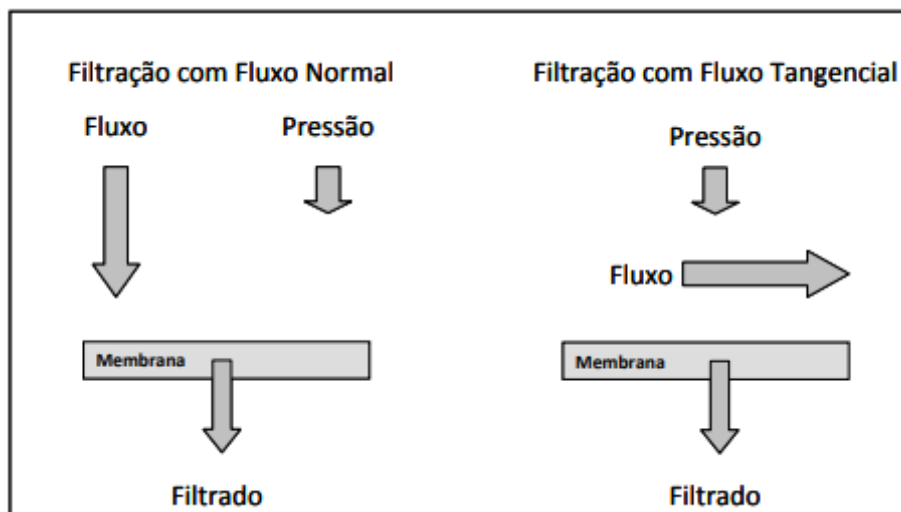 Filtração com Fluxo Normal
Fluxo
Pressão
Membrana
Filtrado
Filtração com Fluxo Tangencial
Pressão
Fluxo
Membrana
Filtrado